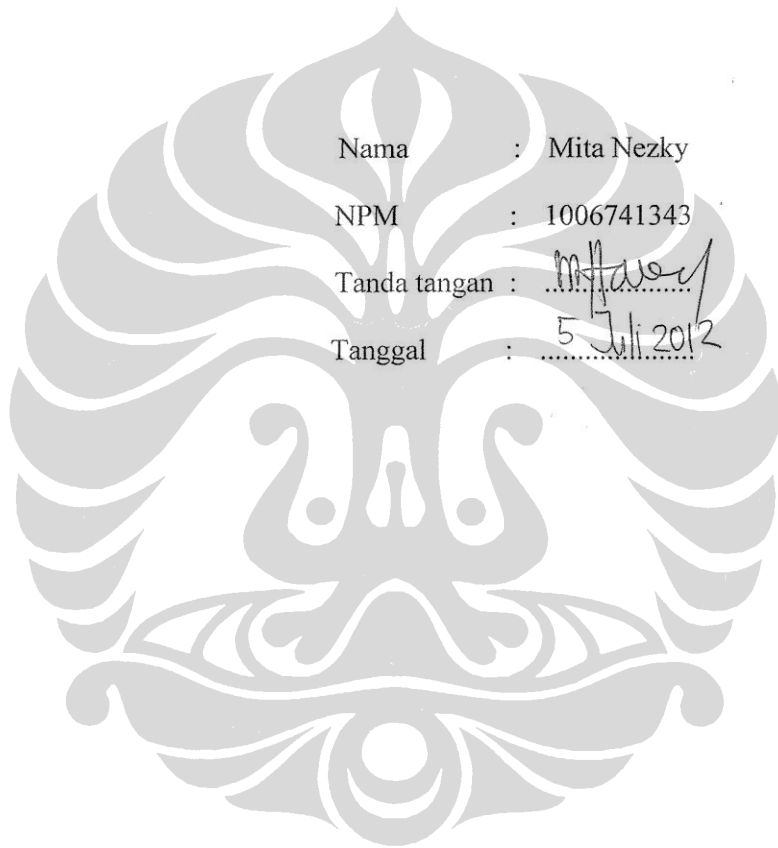 Nama : Mita Nezky
NPM : 1006741343
Tanda tangan : ....................
Tanggal : 5 Juli 2012